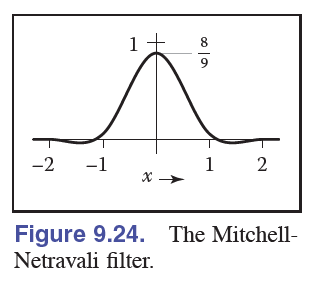 1 8
9
-2 -1 1 2
x
Figure 9.24. The Mitchell-
Netravali filter.